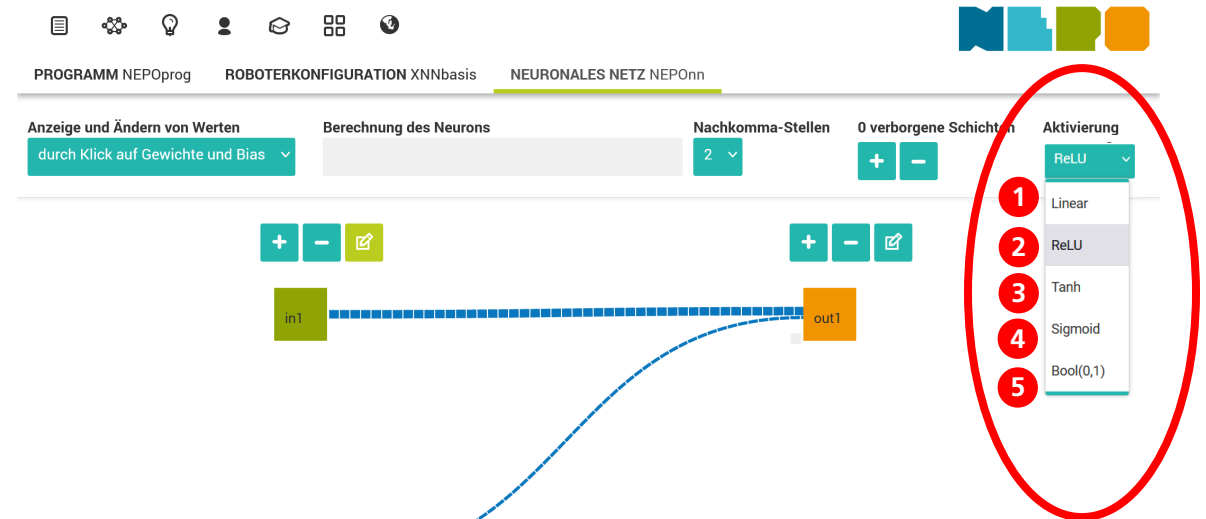 PROGRAMM NEPOprog ROBOTERKONFIGURATION XNNbasis NEURONALES NETZ NEPOnn
Anzeige und Ändern von Werten Berechnung des Neurons Nachkomma-Stellen 0 verborgene Schichten Aktivierung
durch Klick auf Gewichte und Bias 2 ReLU
1 Linear
2 ReLU
3 Tanh
4 Sigmoid
5 Bool(0,1)
in1 out1